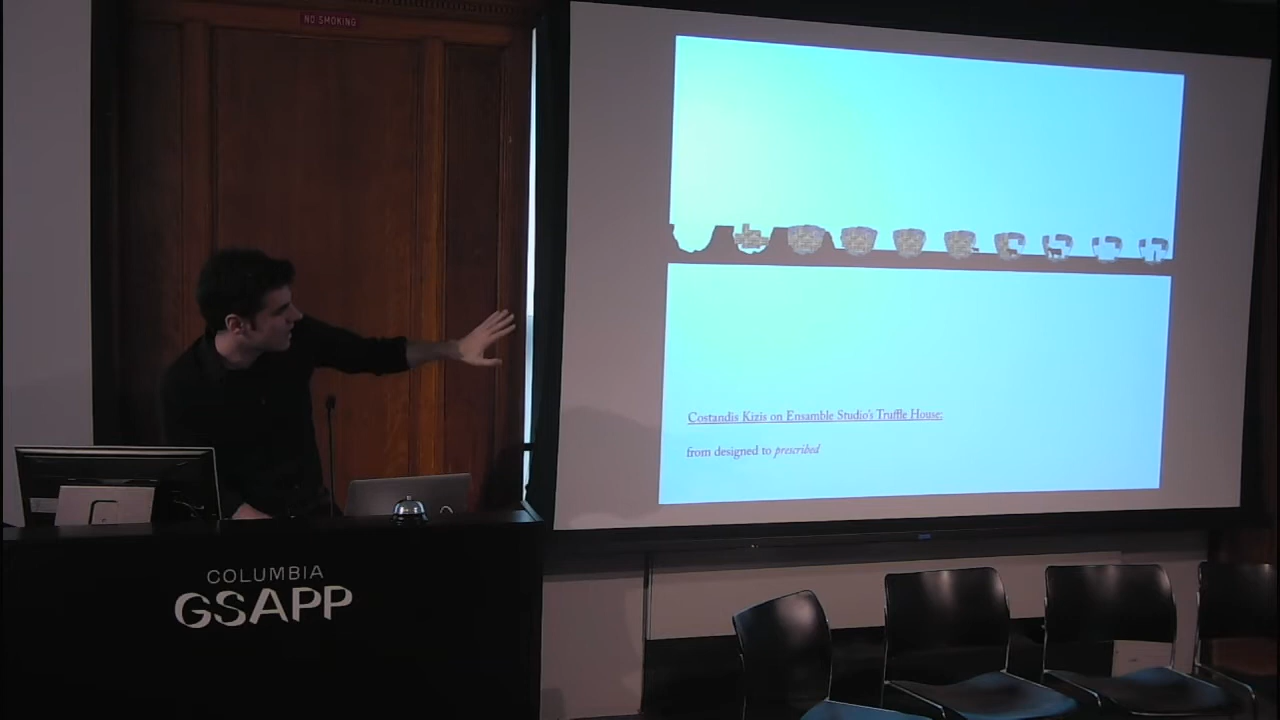 NO SMOKING
Costandis Kizis on Ensamble Studio's Truffle House:
from designed to prescribed
COLUMBIA
GSAPP